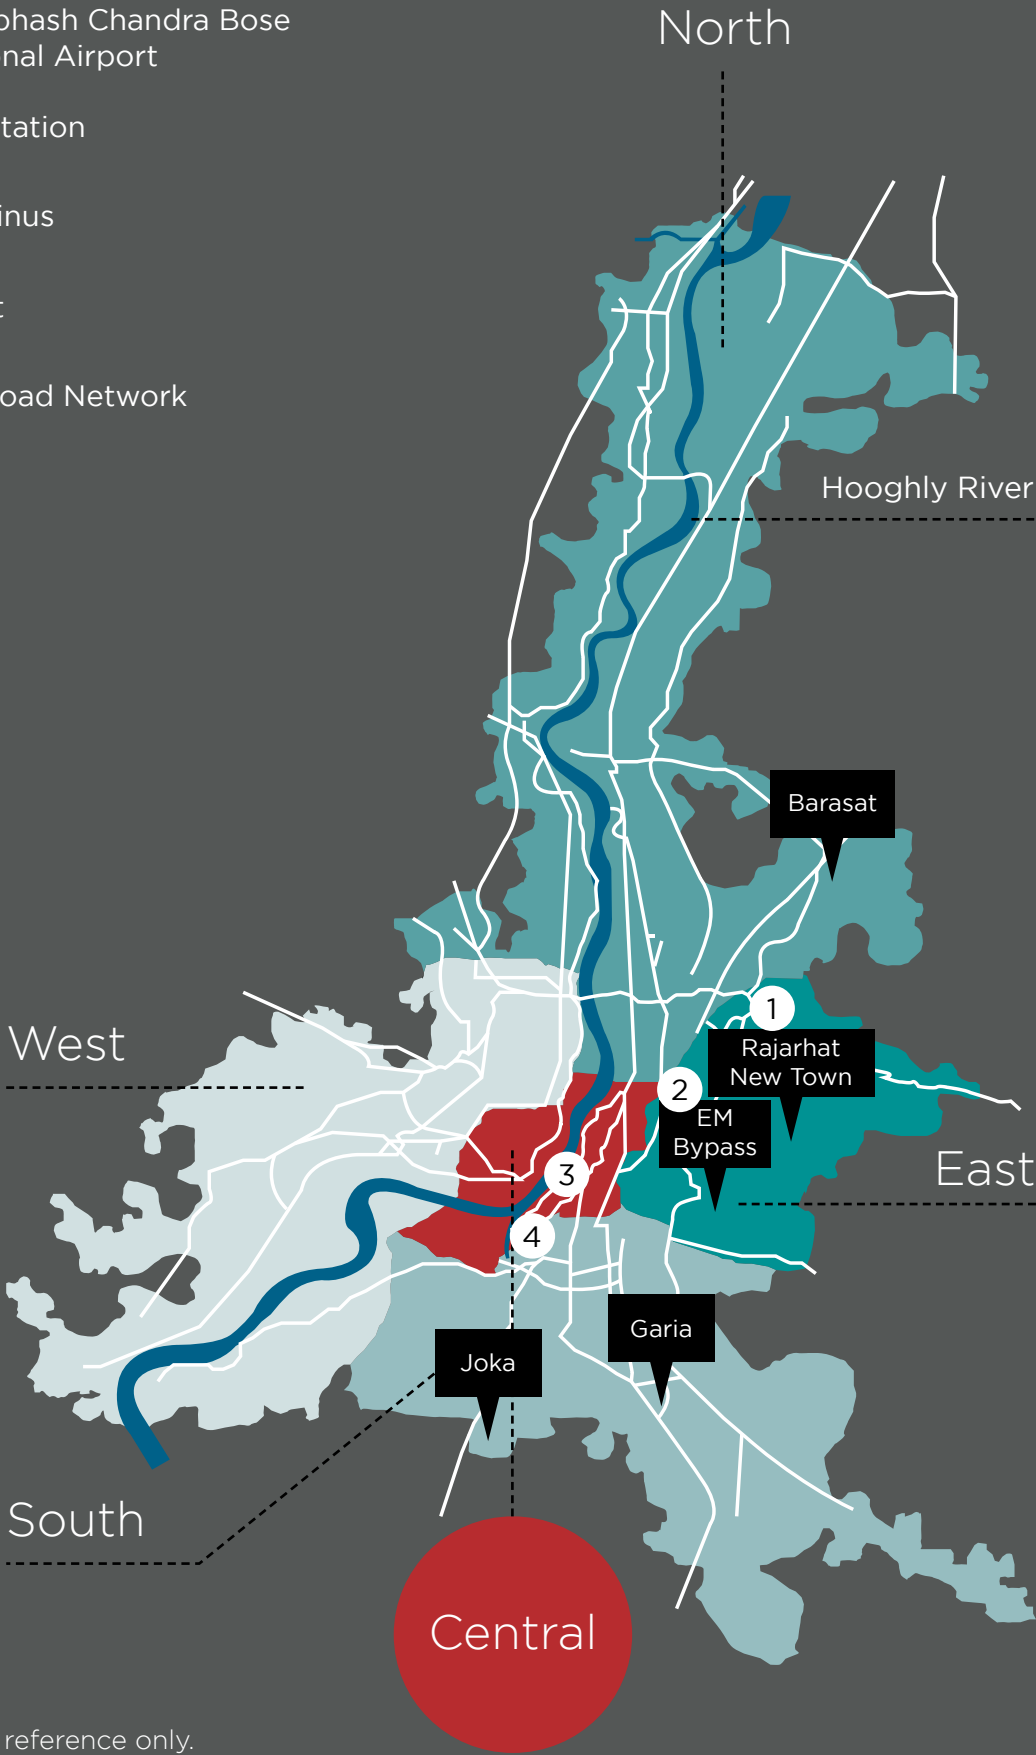 phash Chandra Bose
onal Airport
tation
inus
t
oad Network
North
Hooghly River
Barasat
1
Rajarhat
New Town
2
EM
Bypass
West
East
3
4
Garia
Joka
South
Central
reference only.